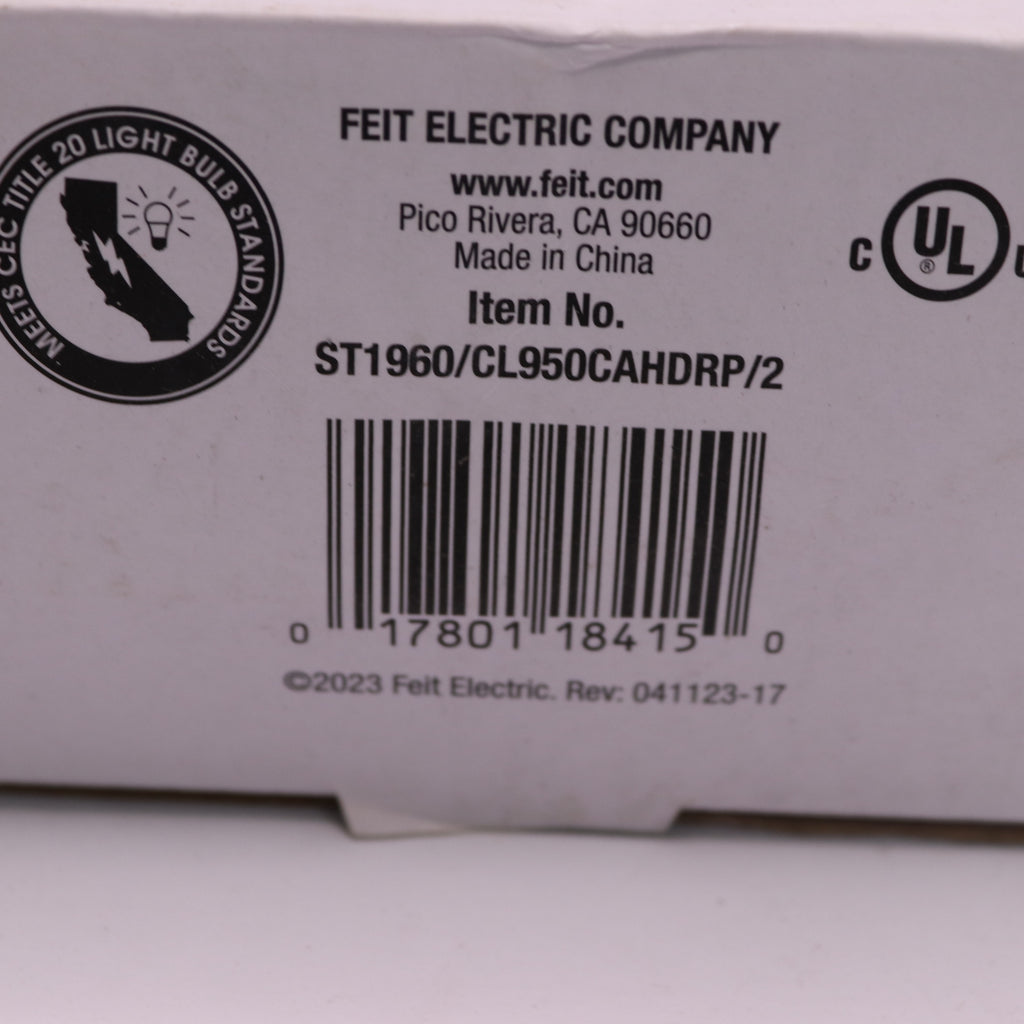 MEETS CEC TITLE 20 LIGHT BULB STANDARDS
FEIT ELECTRIC COMPANY
www.feit.com
Pico Rivera, CA 90660
Made in China
Item No.
ST1960/CL950CAHDRP/2
C UL ®
0 17801 18415 0
©2023 Feit Electric. Rev: 041123-17